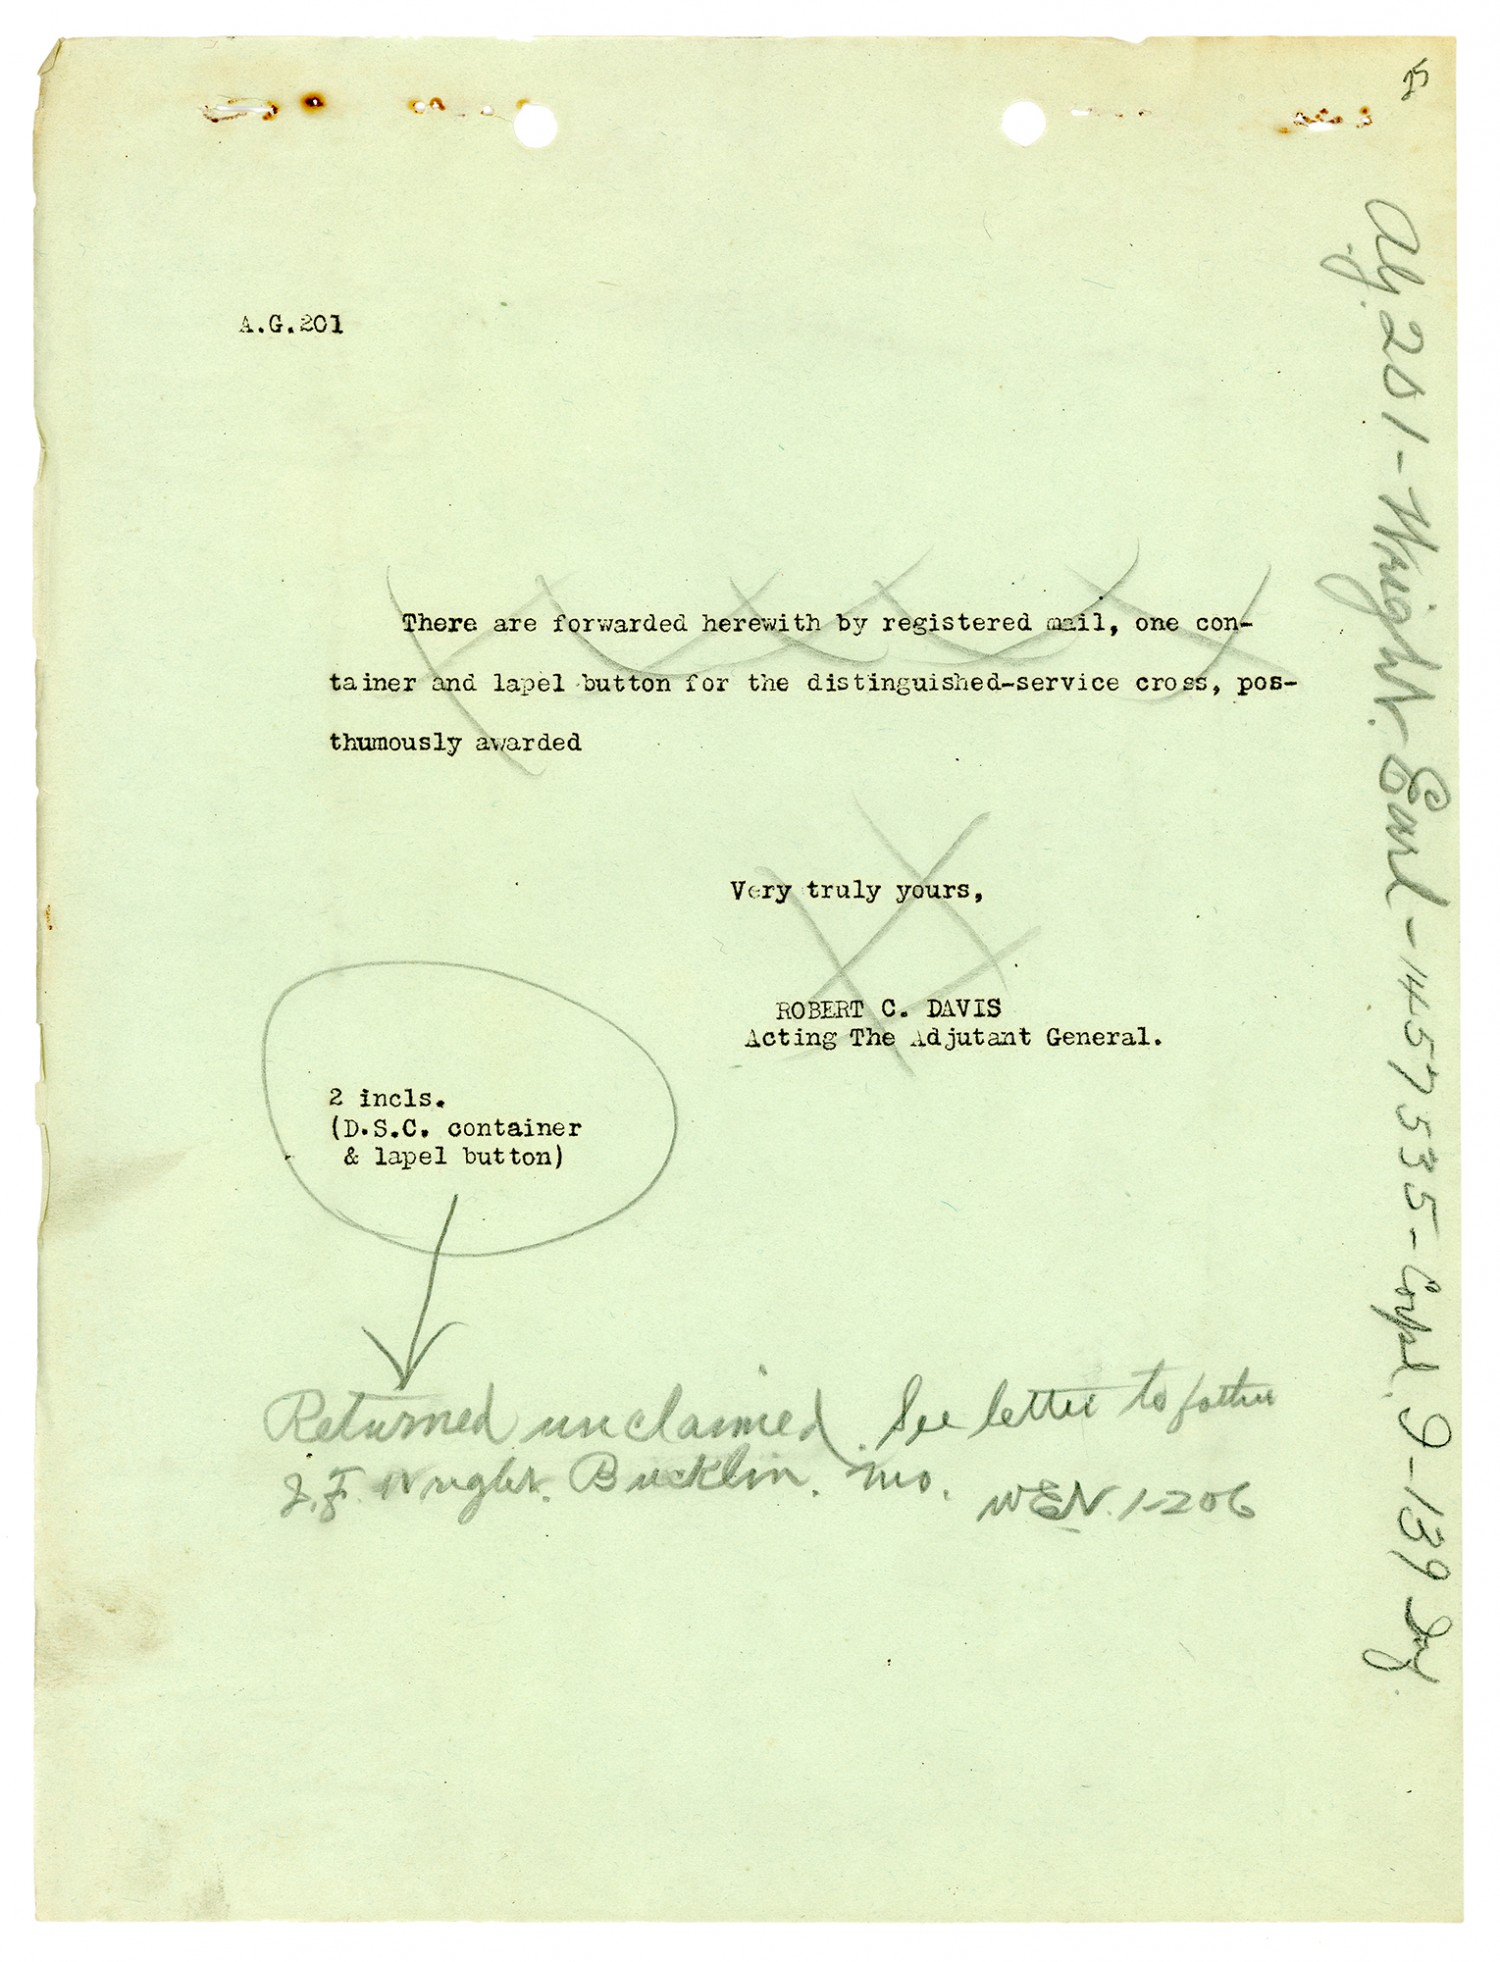 25
A.G.201
There are forwarded herewith by registered mail, one con-
tainer and lapel button for the distinguished-service cross, pos-
thumously awarded
Very truly yours,
ROBERT C. DAVIS
Acting The Adjutant General.
2 incls.
(D.S.C. container
& lapel button)
Returned unclaimed. See letter to father
J.F. Wright. Bucklin. Mo. WEN. 1-206
Ag. 201-Wright. Earl-1457535-Corpl. 9-139 Inf.